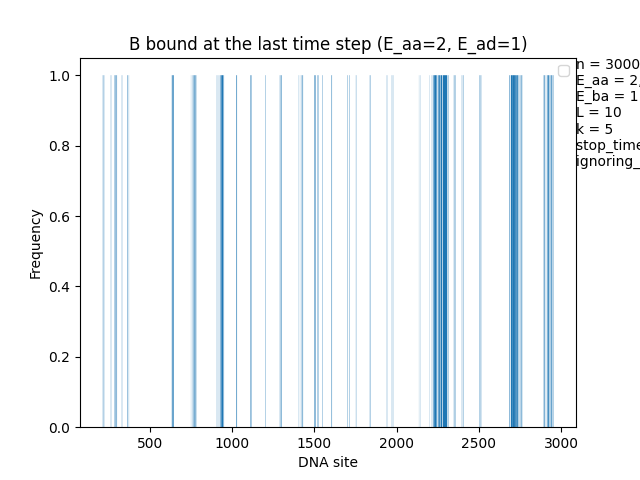 B bound at the last time step (E_aa=2, E_ad=1)
n = 3000
E_aa = 2,
E_ba = 1
L = 10
k = 5
stop_time
ignoring_
Frequency
1.0
0.8
0.6
0.4
0.2
0.0
500
1000
1500
2000
2500
3000
DNA site